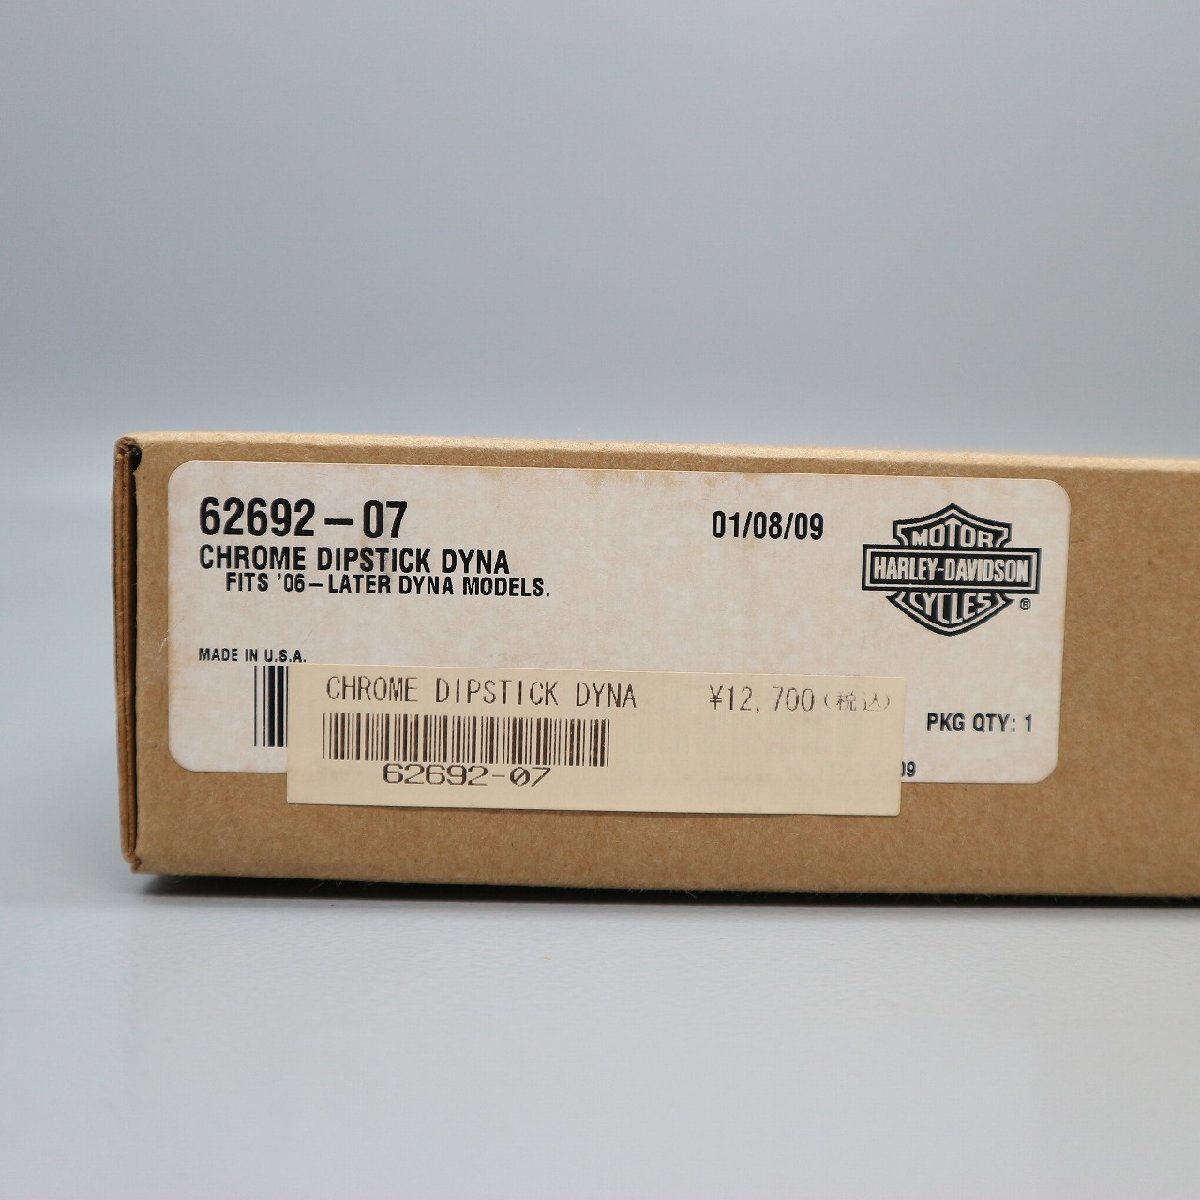 62692-07
01/08/09
CHROME DIPSTICK DYNA
FITS '06-LATER DYNA MODELS.
MOTOR
HARLEY-DAVIDSON
CYCLES
®
MADE IN U.S.A.
CHROME DIPSTICK DYNA ¥12,700(税込)
62692-07
PKG QTY: 1
09